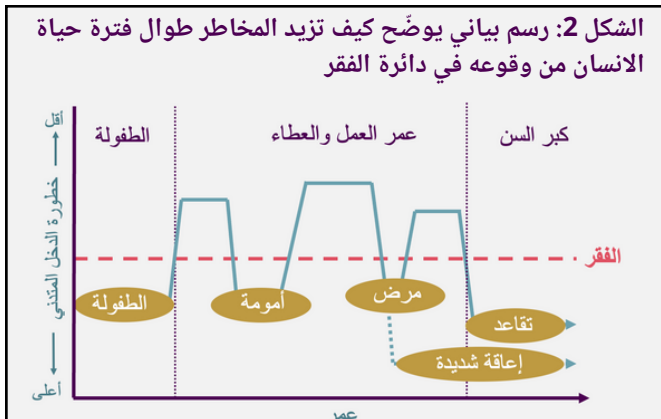 الشكل 2: رسم بياني يوضّح كيف تزيد المخاطر طوال فترة حياة
الانسان من وقوعه في دائرة الفقر
أقل
الطفولة
عمر العمل والعطاء
كبر السن
خطورة الدخل المتدني
الفقر
الطفولة
أمومة
مرض
تقاعد
إعاقة شديدة
أعلى
عمر